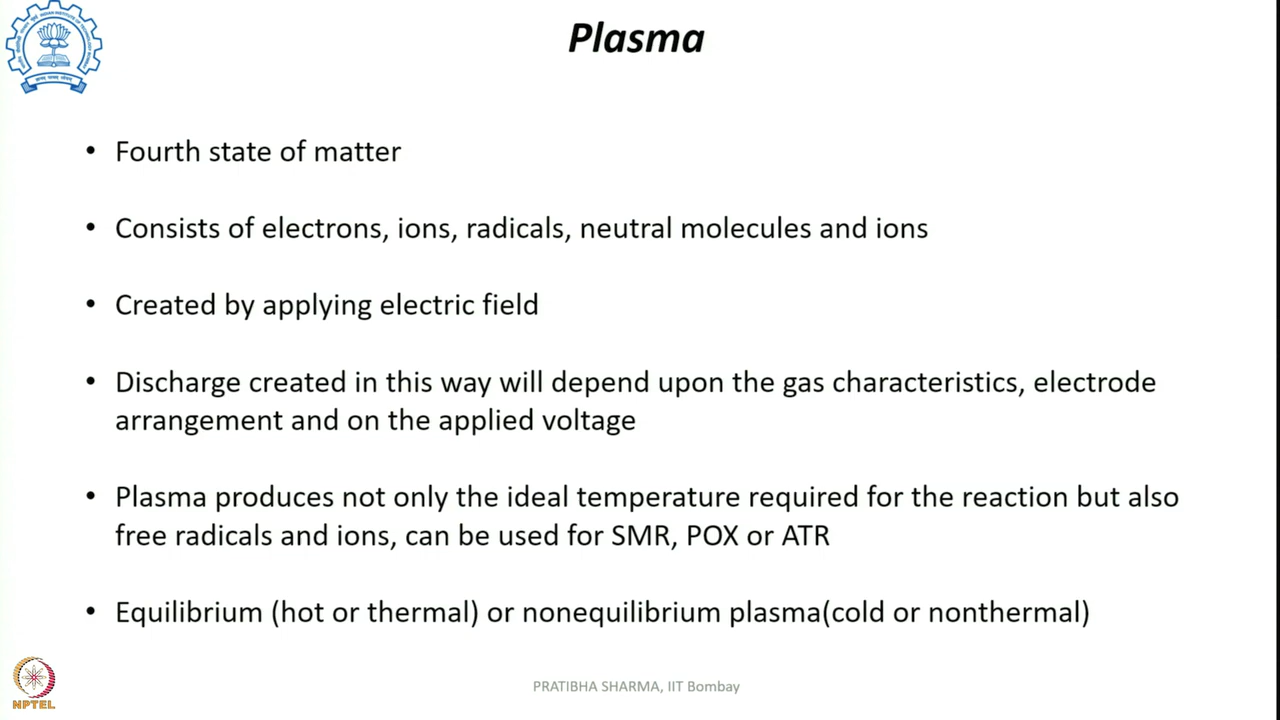 Plasma
• Fourth state of matter
• Consists of electrons, ions, radicals, neutral molecules and ions
• Created by applying electric field
• Discharge created in this way will depend upon the gas characteristics, electrode
arrangement and on the applied voltage
• Plasma produces not only the ideal temperature required for the reaction but also
free radicals and ions, can be used for SMR, POX or ATR
• Equilibrium (hot or thermal) or nonequilibrium plasma(cold or nonthermal)
PRATIBHA SHARMA, IIT Bombay
NPTEL